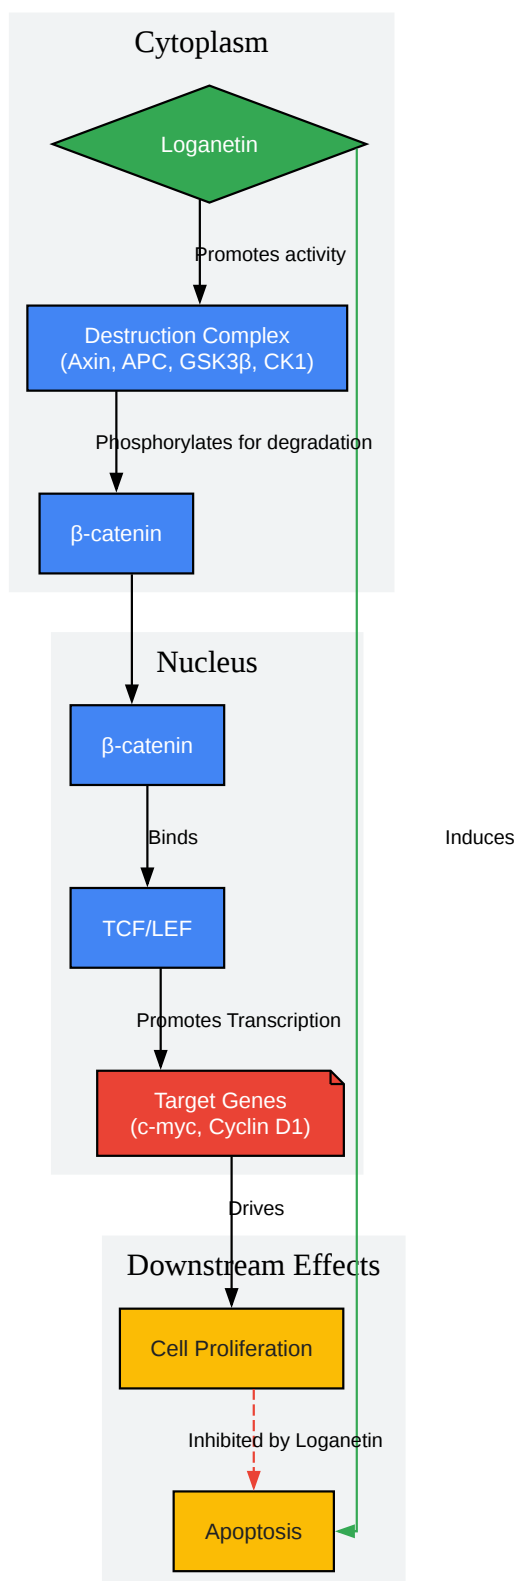 Cytoplasm
Loganetin
Promotes activity
Destruction Complex
(Axin, APC, GSK3β, CK1)
Phosphorylates for degradation
β-catenin
Nucleus
β-catenin
Binds
Induces
TCF/LEF
Promotes Transcription
Target Genes
(c-myc, Cyclin D1)
Drives
Downstream Effects
Cell Proliferation
Inhibited by Loganetin
Apoptosis